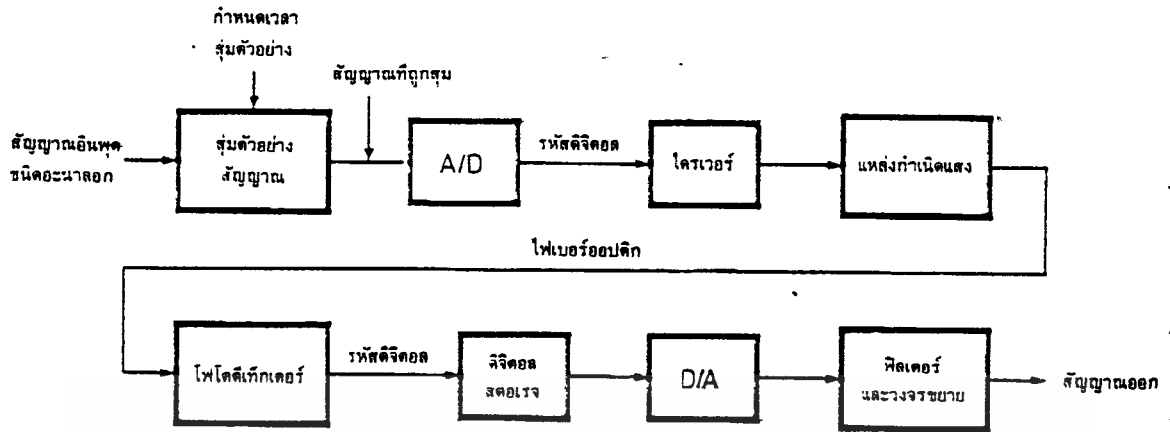 กำหนดเวลา
สุ่มตัวอย่าง
สัญญาณที่ถูกสุ่ม
สัญญาณอินพุต
ชนิดอะนาลอก
สุ่มตัวอย่าง
สัญญาณ
A/D
รหัสดิจิตอล
ไดรเวอร์
แหล่งกำเนิดแสง
ไฟเบอร์ออปติก
โฟโตดีเท็กเตอร์
รหัสดิจิตอล
ดิจิตอล
สตอเรจ
D/A
ฟิลเตอร์
และวงจรขยาย
สัญญาณออก